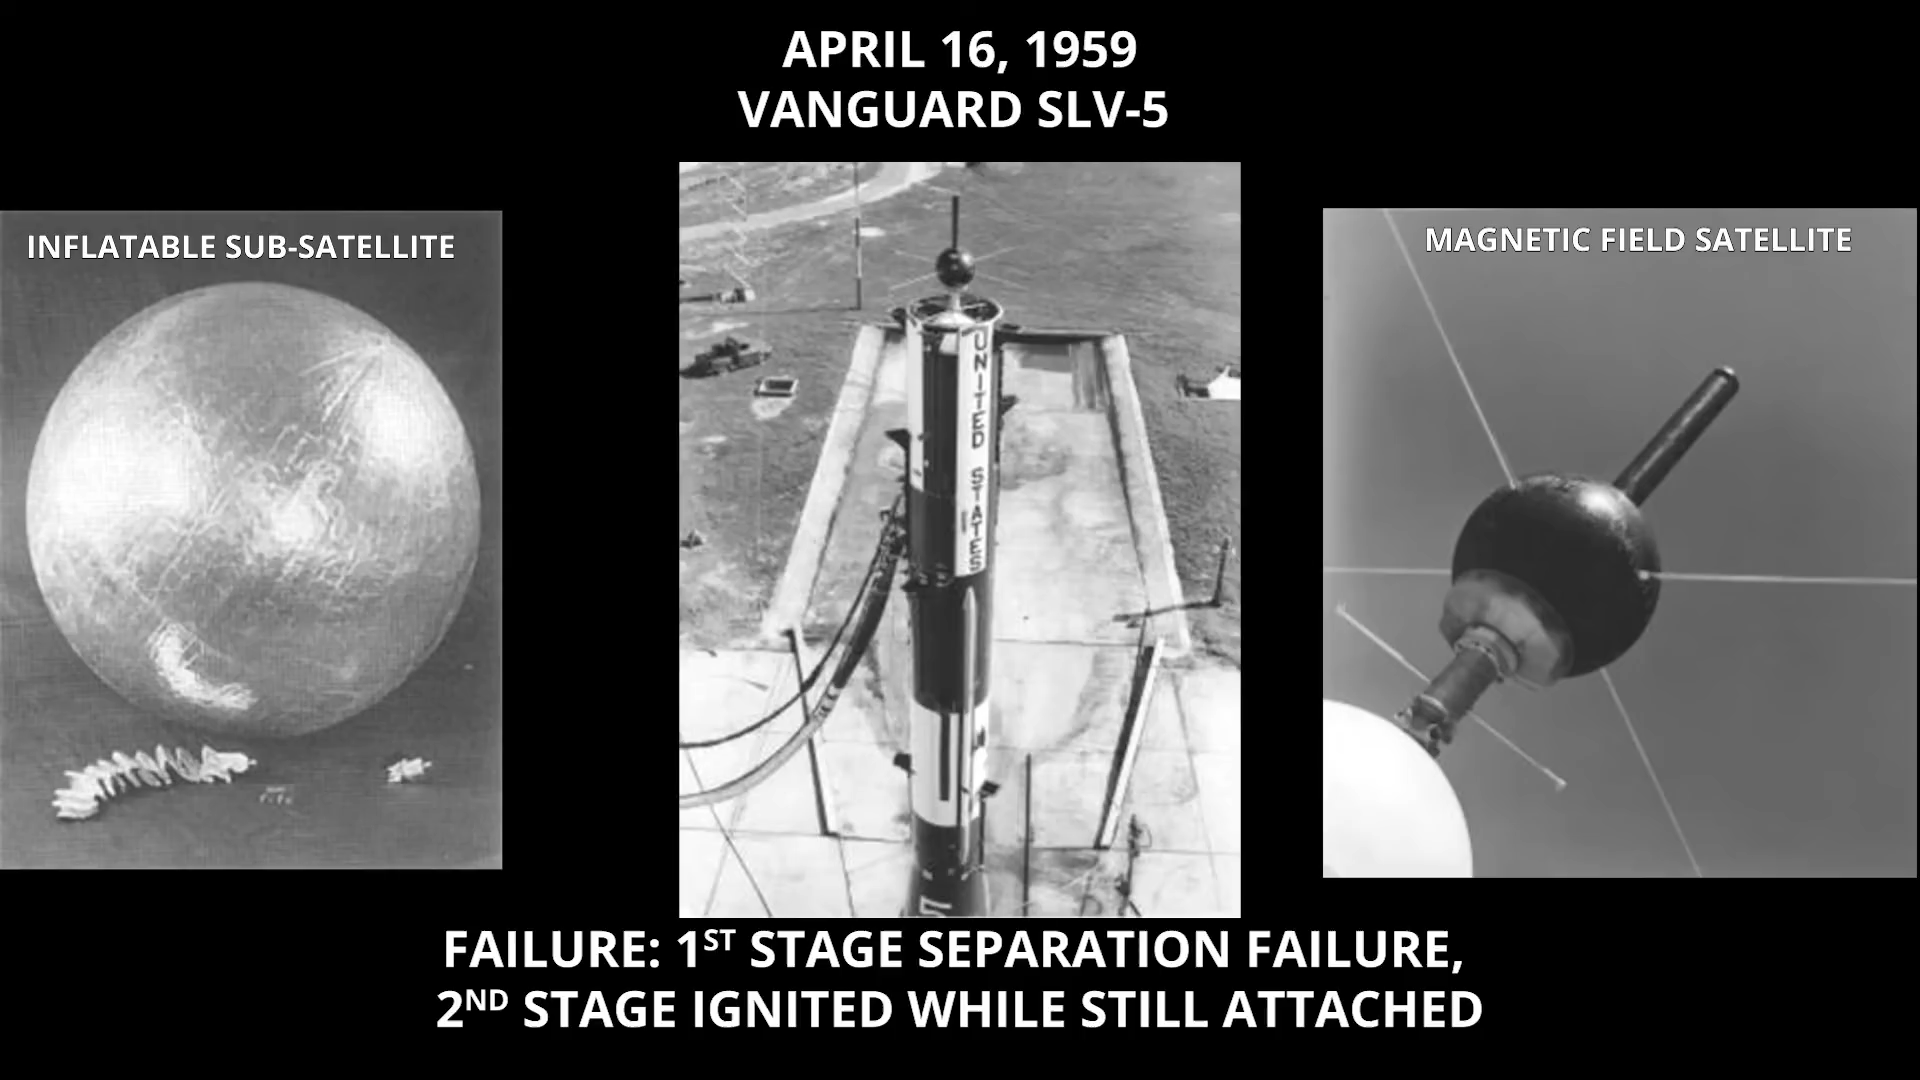 APRIL 16, 1959
VANGUARD SLV-5
INFLATABLE SUB-SATELLITE
MAGNETIC FIELD SATELLITE
UNITED STATES
FAILURE: 1ST STAGE SEPARATION FAILURE,
2ND STAGE IGNITED WHILE STILL ATTACHED